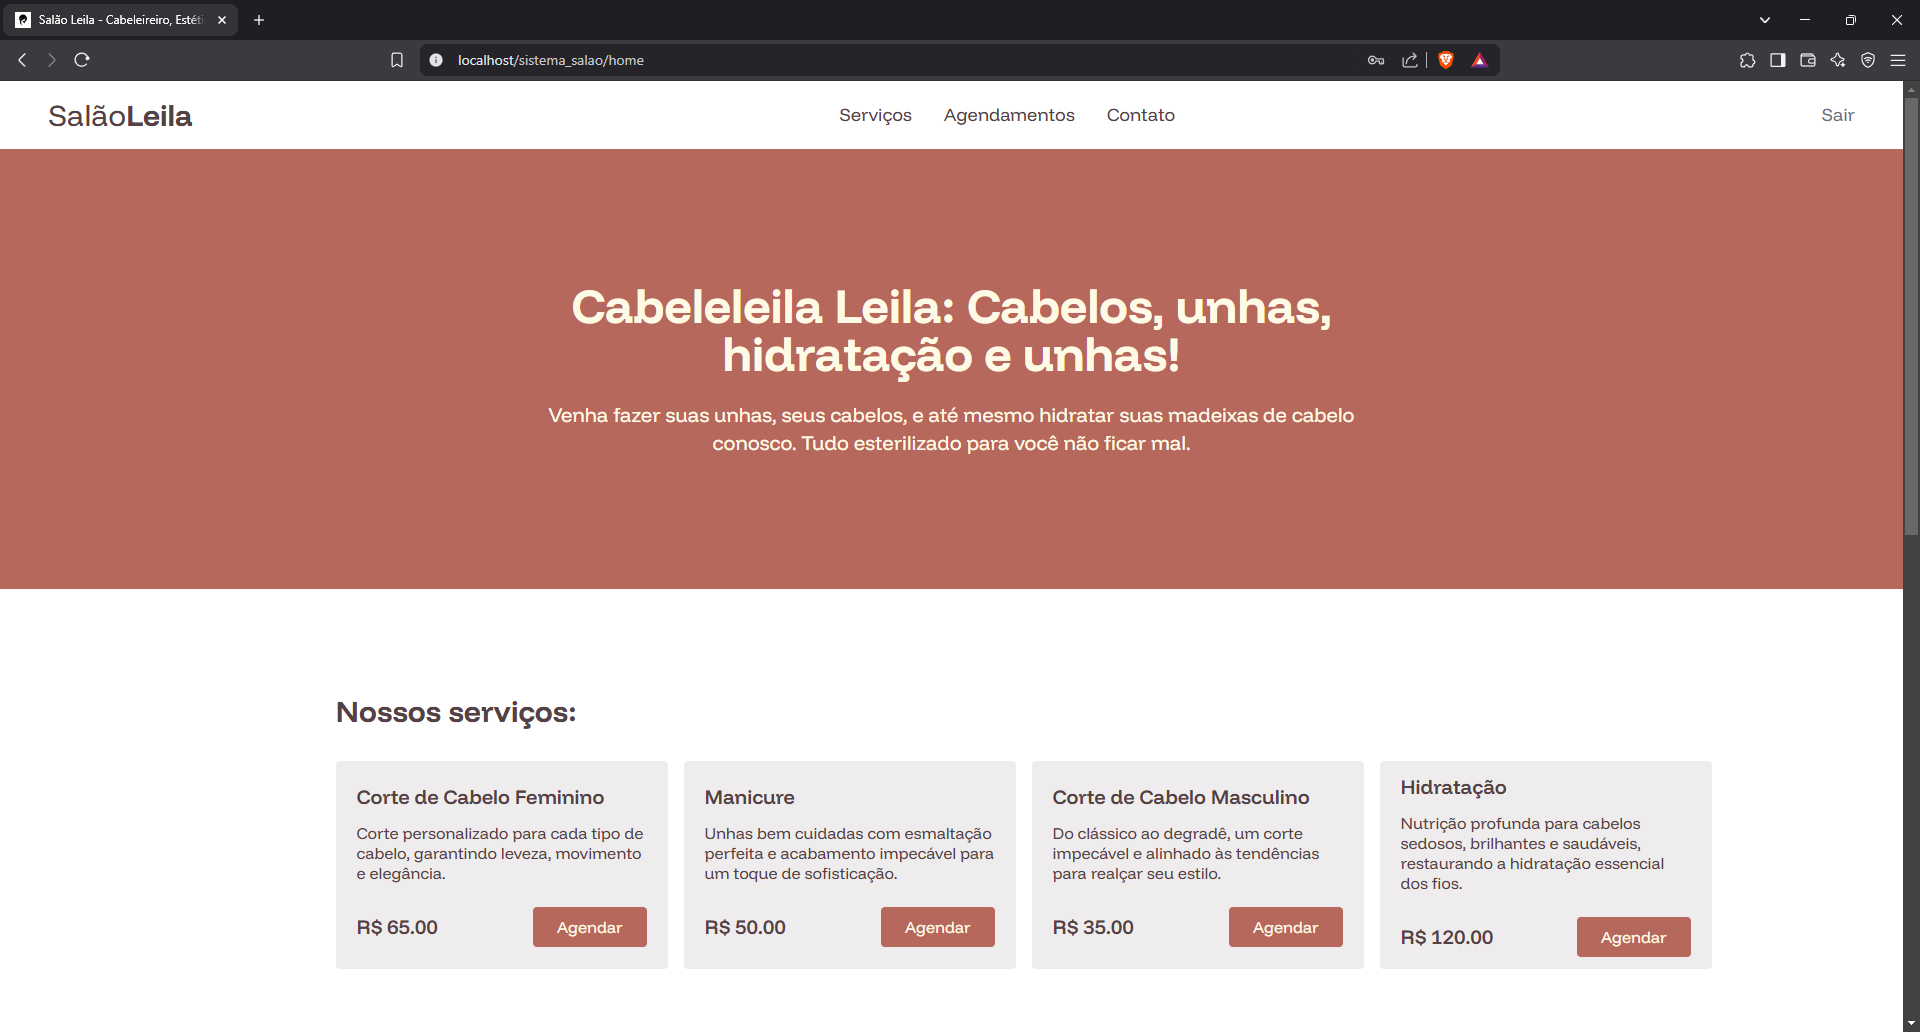 Salão Leila - Cabeleireiro, Estéti
localhost/sistema_salao/home
SalãoLeila
Serviços
Agendamentos
Contato
Sair
Cabeleleila Leila: Cabelos, unhas,
hidratação e unhas!
Venha fazer suas unhas, seus cabelos, e até mesmo hidratar suas madeixas de cabelo
conosco. Tudo esterilizado para você não ficar mal.
Nossos serviços:
Corte de Cabelo Feminino
Corte personalizado para cada tipo de
cabelo, garantindo leveza, movimento
e elegância.
R$ 65.00
Agendar
Manicure
Unhas bem cuidadas com esmaltação
perfeita e acabamento impecável para
um toque de sofisticação.
R$ 50.00
Agendar
Corte de Cabelo Masculino
Do clássico ao degradê, um corte
impecável e alinhado às tendências
para realçar seu estilo.
R$ 35.00
Agendar
Hidratação
Nutrição profunda para cabelos
sedosos, brilhantes e saudáveis,
restaurando a hidratação essencial
dos fios.
R$ 120.00
Agendar